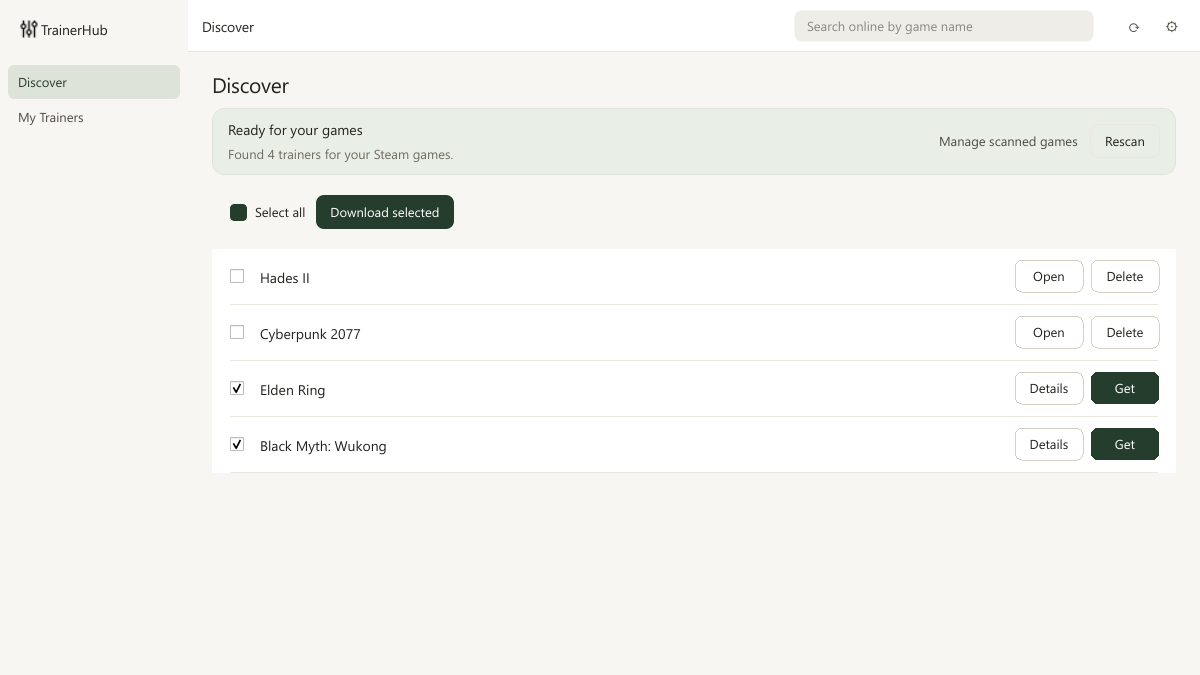 TrainerHub
Discover
Search online by game name
Discover
My Trainers
Discover
Ready for your games
Found 4 trainers for your Steam games.
Manage scanned games
Rescan
Select all
Download selected
Hades II
Open
Delete
Cyberpunk 2077
Open
Delete
Elden Ring
Details
Get
Black Myth: Wukong
Details
Get